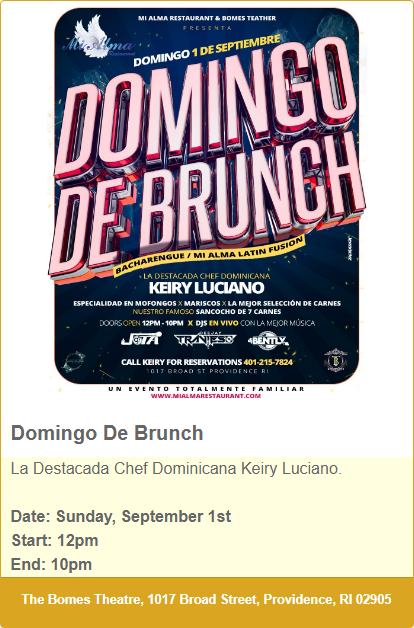 MI ALMA RESTAURANT & BOMES TEATHER
PRESENTA
Mi Alma
Restaurant
DOMINGO 1 DE SEPTIEMBRE
DOMINGO
DE BRUNCH
BACHARENGUE / MI ALMA LATIN FUSION
LA DESTACADA CHEF DOMINICANA
KEIRY LUCIANO
ESPECIALIDAD EN MOFONGOS X MARISCOS X LA MEJOR SELECCIÓN DE CARNES
NUESTRO FAMOSO SANCOCHO DE 7 CARNES
DOORS OPEN 12PM - 10PM X DJS EN VIVO CON LA MEJOR MÚSICA
JOTA
DEEJAY
TRAVIESO
BENTLY
CALL KEIRY FOR RESERVATIONS 401-215-7824
1017 BROAD ST PROVIDENCE RI
UN EVENTO TOTALMENTE FAMILIAR
WWW.MIALMARESTAURANT.COM
Domingo De Brunch
La Destacada Chef Dominicana Keiry Luciano.
Date: Sunday, September 1st
Start: 12pm
End: 10pm
The Bomes Theatre, 1017 Broad Street, Providence, RI 02905